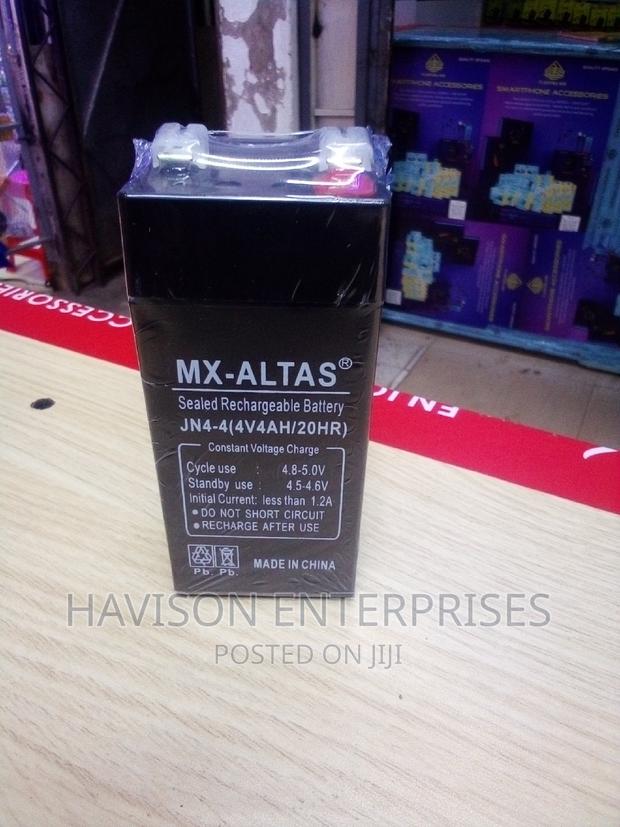 SMARTPHONE ACCESSORIES
SMARTPHONE ACCESSORIES
CCESSORIES
ENJO
MX-ALTAS®
Sealed Rechargeable Battery
JN4-4(4V4AH/20HR)
Constant Voltage Charge
Cycle use : 4.8-5.0V
Standby use : 4.5-4.6V
Initial Current: less than 1.2A
● DO NOT SHORT CIRCUIT
● RECHARGE AFTER USE
Pb. Pb.
MADE IN CHINA
HAVISON ENTERPRISES
POSTED ON JIJI